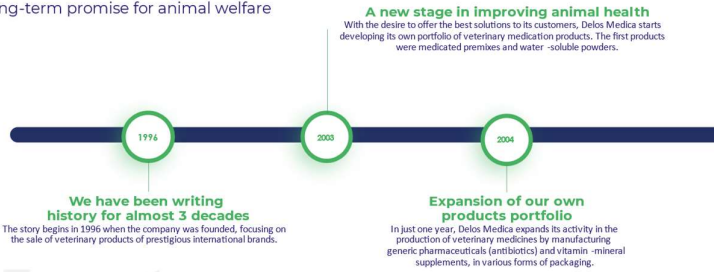 ng-term promise for animal welfare
A new stage in improving animal health
With the desire to offer the best solutions to its customers, Delos Medica starts
developing its own portfolio of veterinary medication products. The first products
were medicated premixes and water -soluble powders.
1996
2003
2004
We have been writing
history for almost 3 decades
The story begins in 1996 when the company was founded, focusing on
the sale of veterinary products of prestigious international brands.
Expansion of our own
products portfolio
In just one year, Delos Medica expands its activity in the
production of veterinary medicines by manufacturing
generic pharmaceuticals (antibiotics) and vitamin -mineral
supplements, in various forms of packaging.